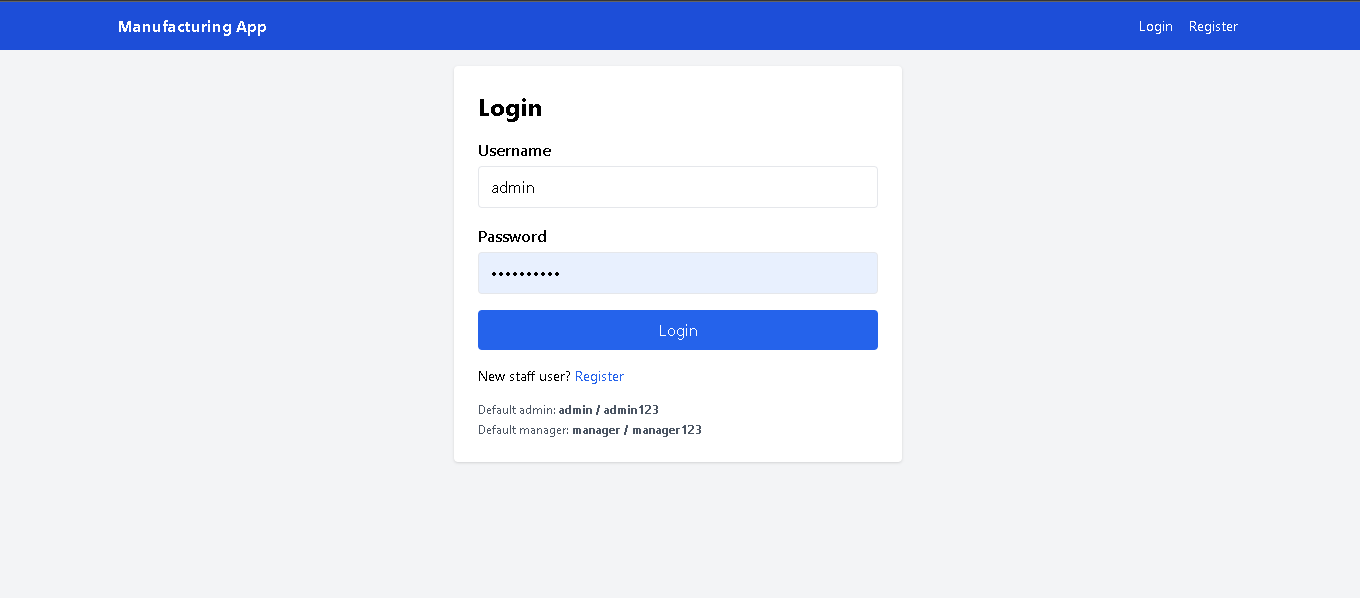 Manufacturing App
Login Register
Login
Username
admin
Password
••••••••••
Login
New staff user? Register
Default admin: admin / admin123
Default manager: manager / manager123